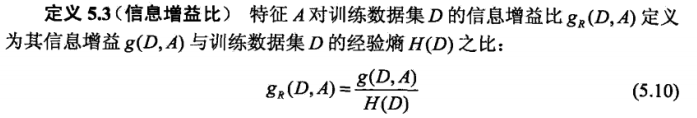 定义 5.3（信息增益比） 特征 A 对训练数据集 D 的信息增益比 g_R(D, A) 定义
为其信息增益 g(D, A) 与训练数据集 D 的经验熵 H(D) 之比：
g_R(D, A) = \frac{g(D, A)}{H(D)} (5.10)